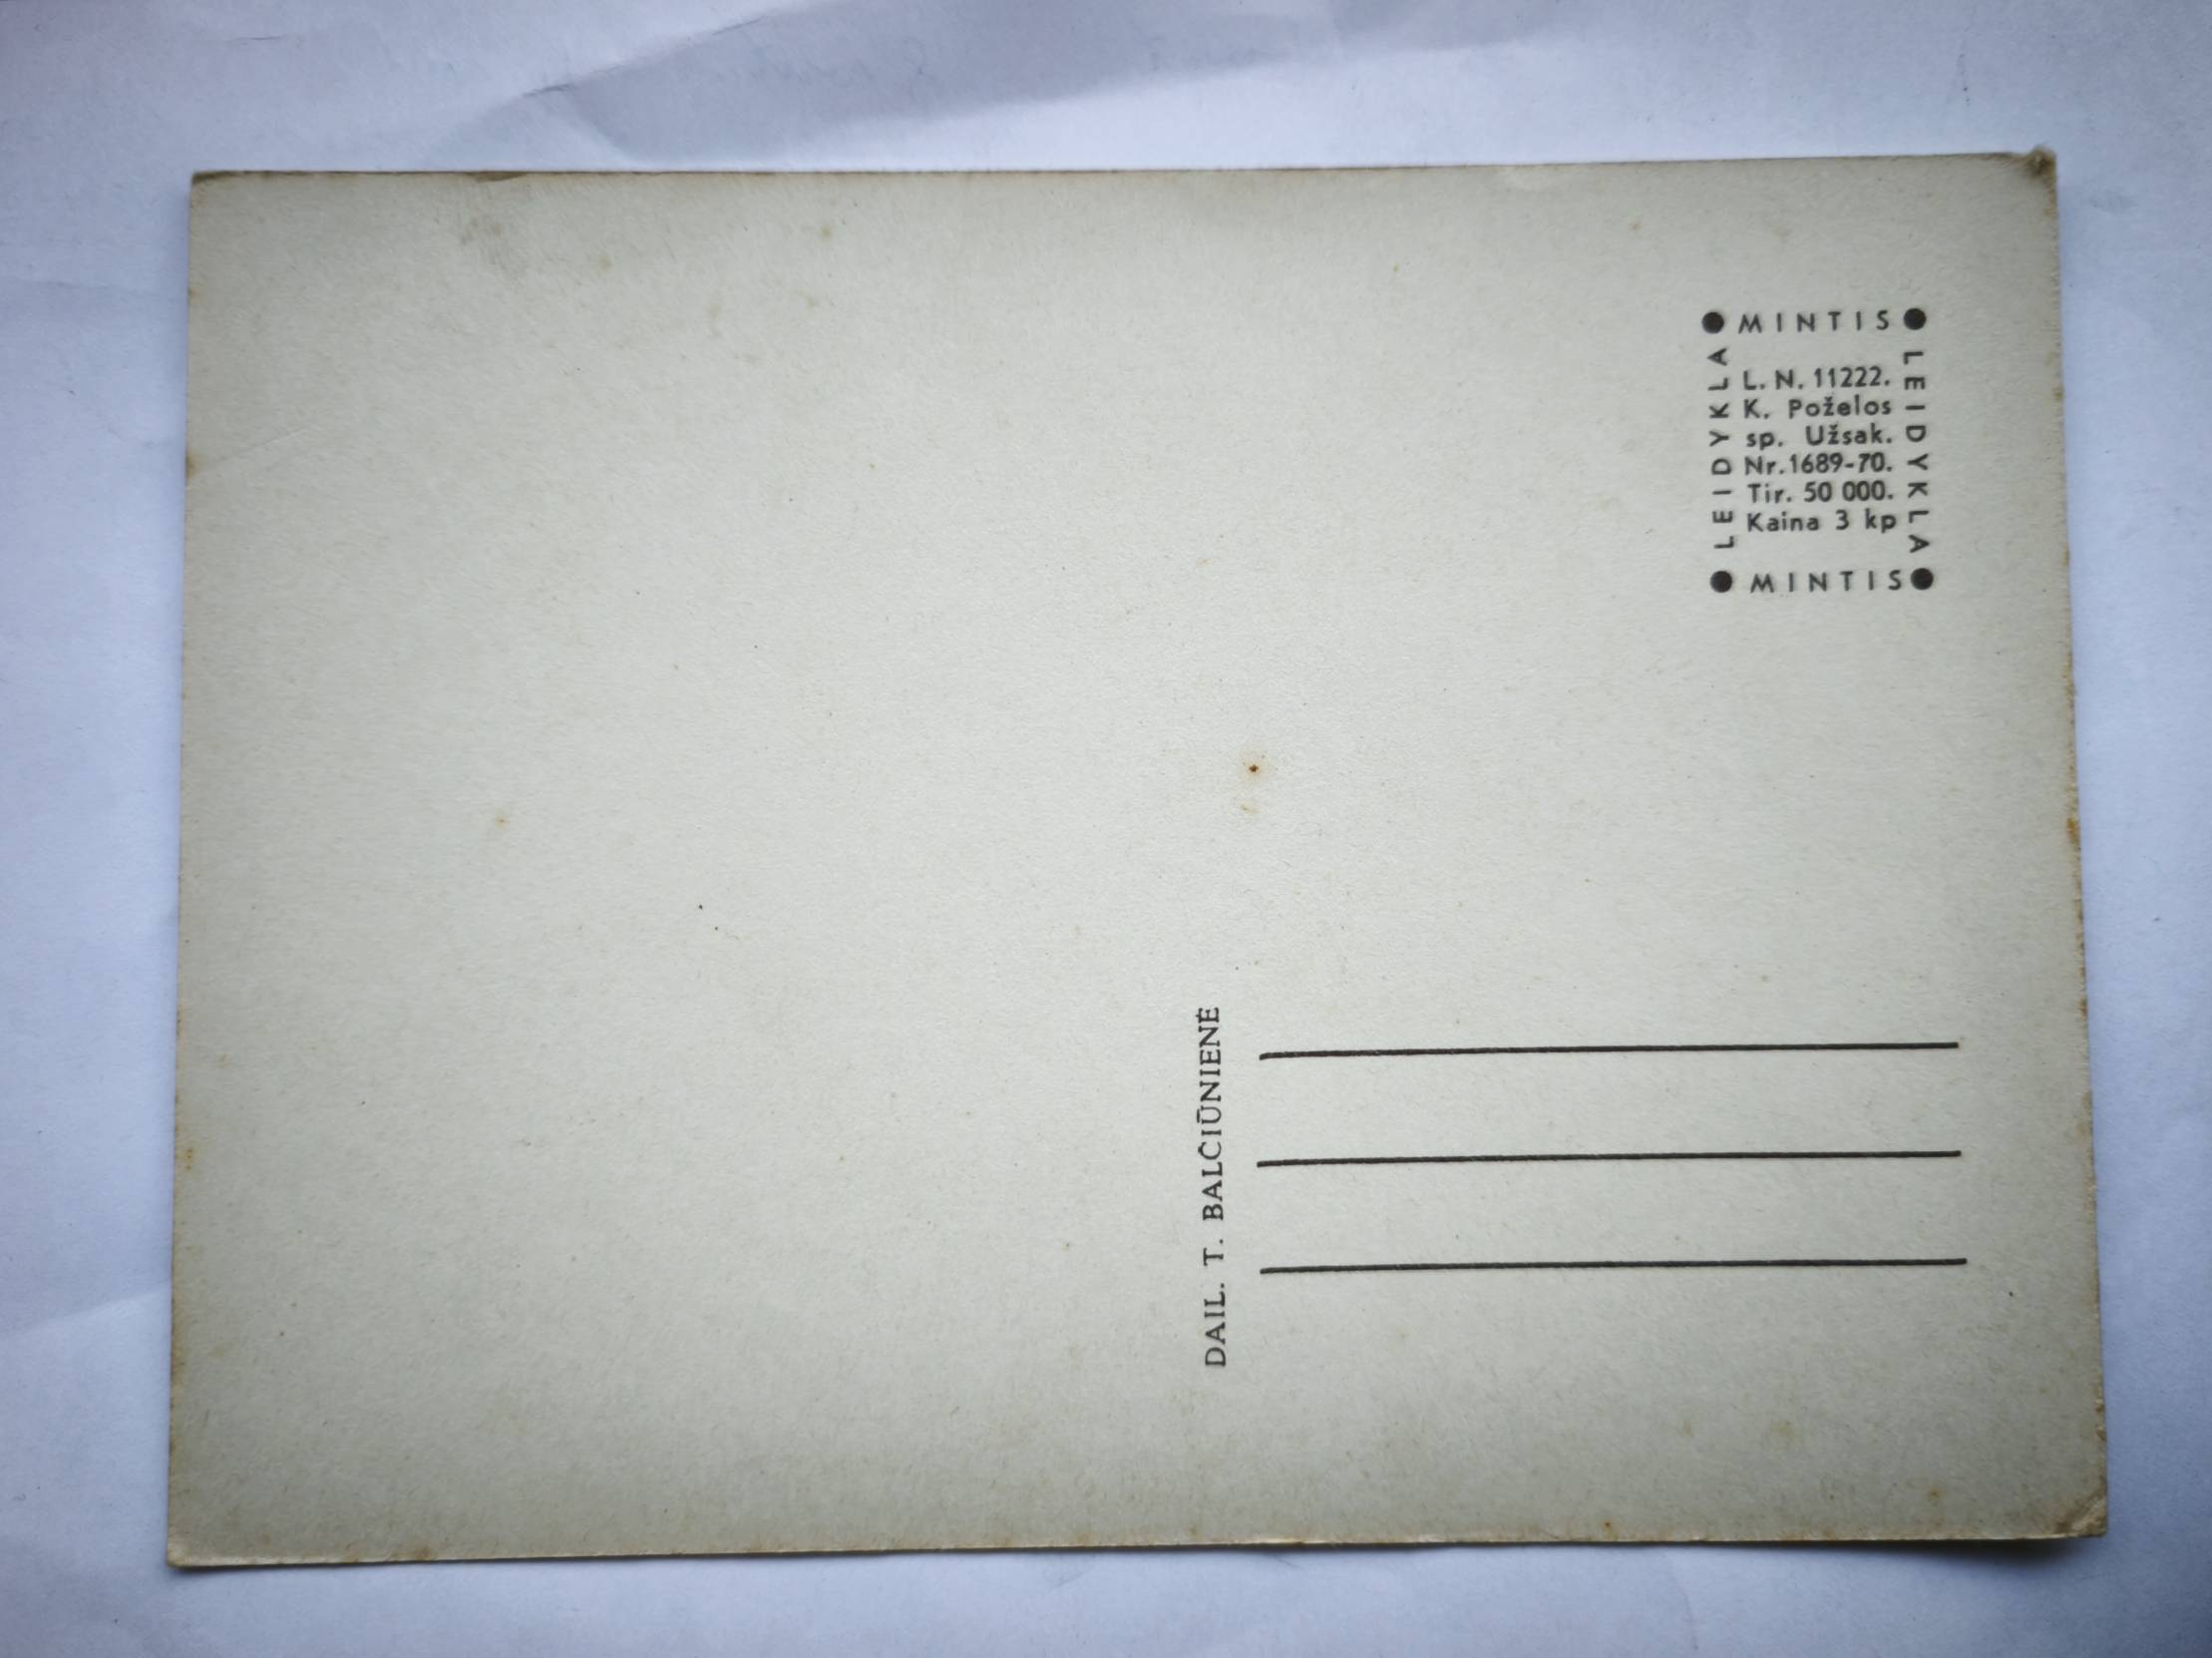 MINTIS
LEIDYKLA
LEIDYKLA
L. N. 11222.
K. Poželos
sp. Užsak.
Nr. 1689-70.
Tir. 50 000.
Kaina 3 kp
MINTIS
DAIL. T. BALČIŪNIENĖ